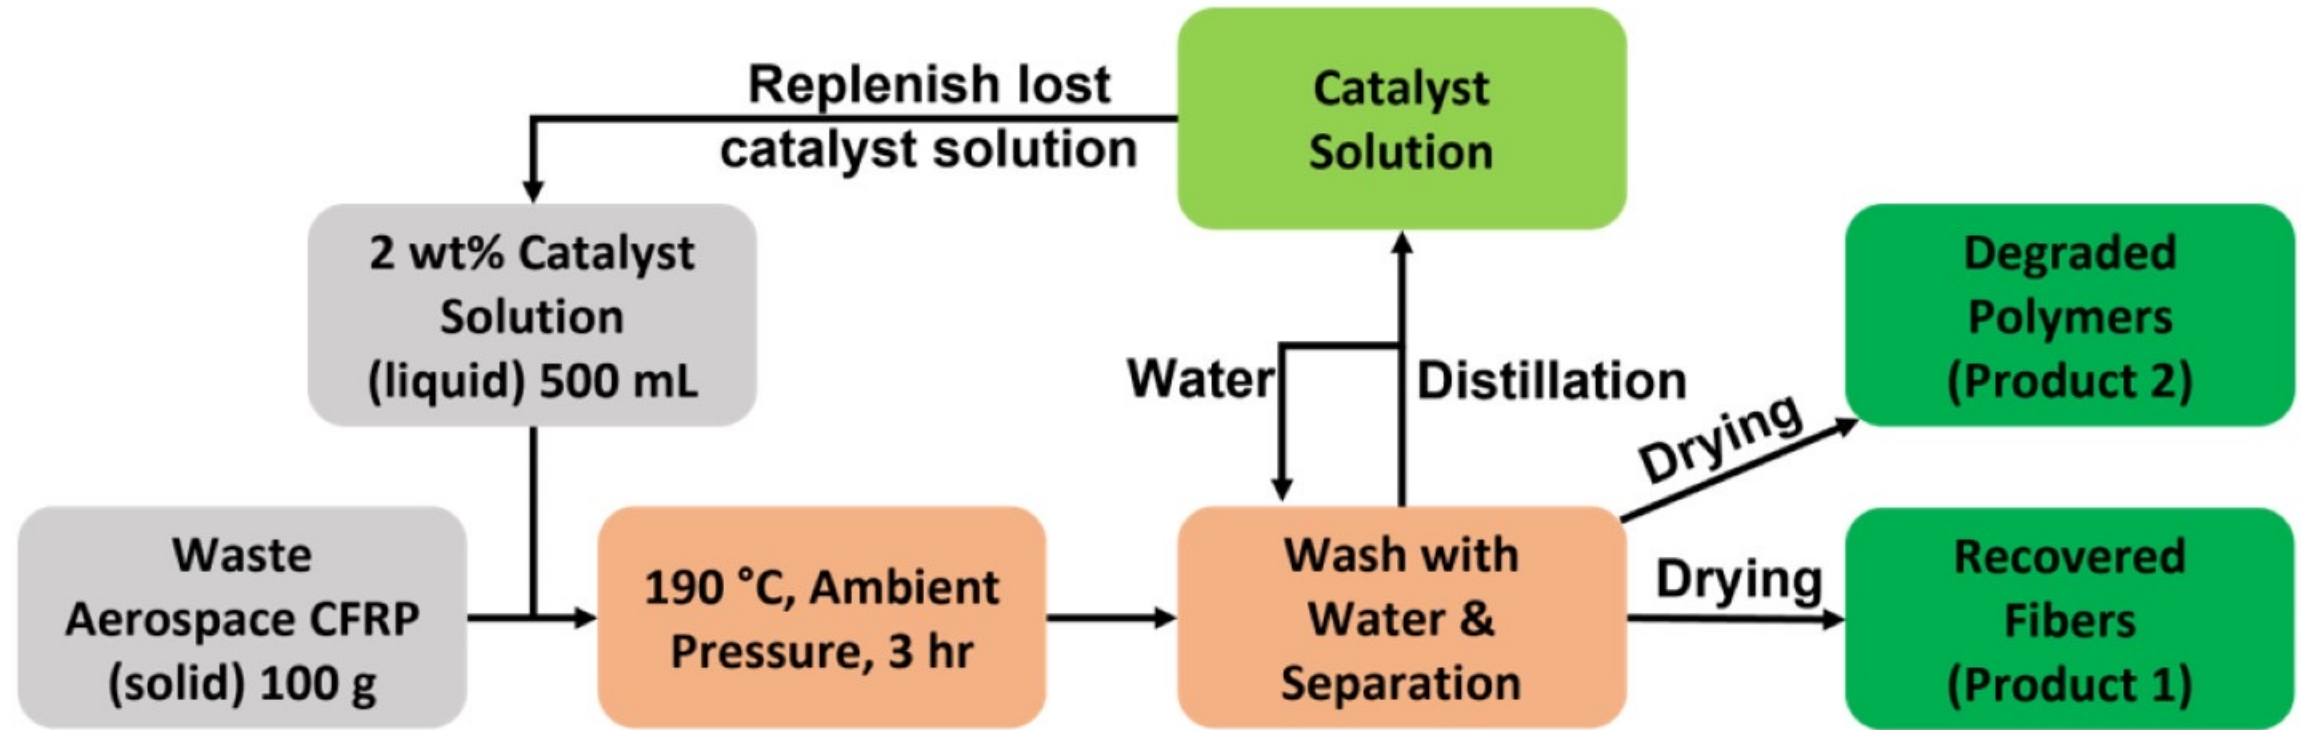 Replenish lost
catalyst solution
Catalyst
Solution
2 wt% Catalyst
Solution
(liquid) 500 mL
Water
Distillation
Drying
Degraded
Polymers
(Product 2)
Waste
Aerospace CFRP
(solid) 100 g
190 °C, Ambient
Pressure, 3 hr
Wash with
Water &
Separation
Drying
Recovered
Fibers
(Product 1)